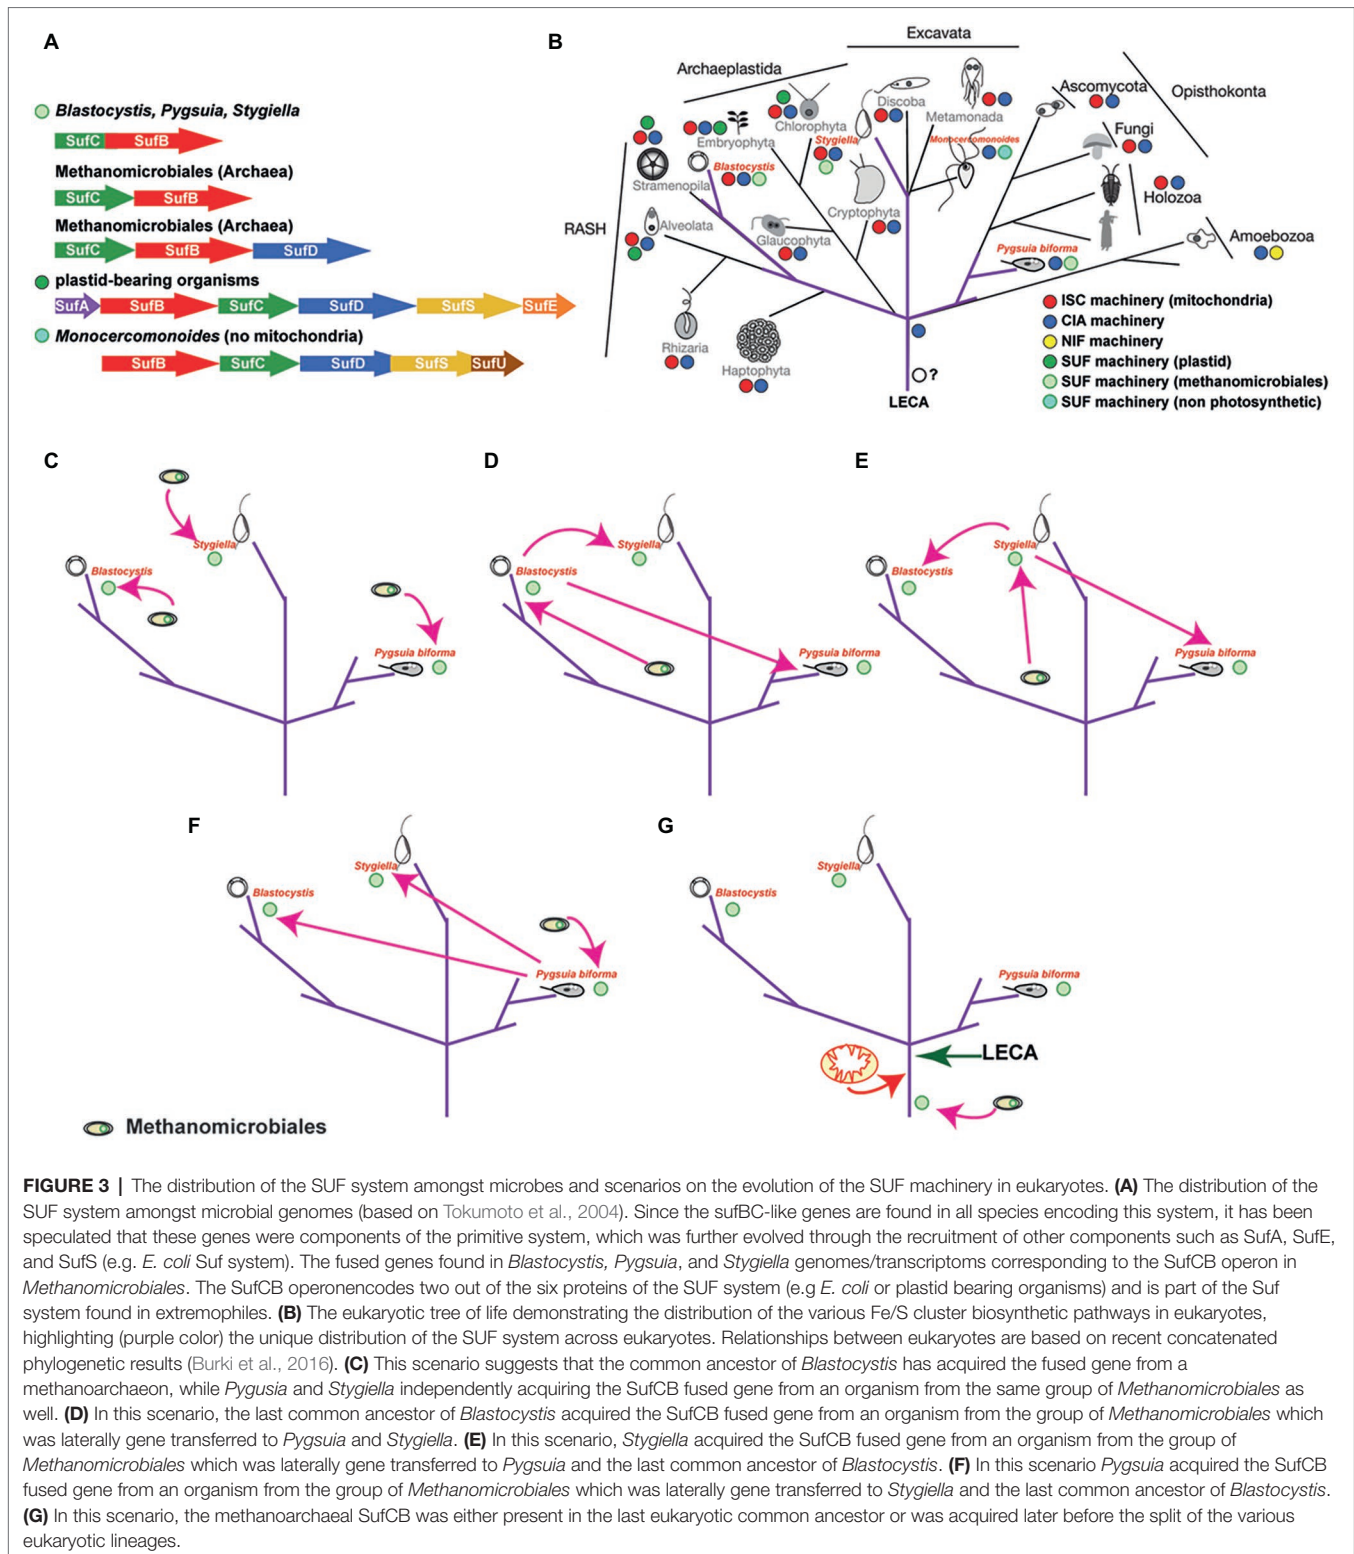 A
Blastocystis, Pygsuia, Stygiella
SufC SufB
Methanomicrobiales (Archaea)
SufC SufB
Methanomicrobiales (Archaea)
SufC SufB SufD
plastid-bearing organisms
SufA SufB SufC SufD SufS SufE
Monocercomonoides (no mitochondria)
SufB SufC SufD SufS SufU
B
Excavata
Archaeplastida
Ascomycota
Opisthokonta
Discoba
Metamonada
Chlorophyta
Fungi
Embryophyta
Stygiella
Monocercomonoides
Blastocystis
Stramenopila
Holozoa
Cryptophyta
RASH
Alveolata
Glaucophyta
Pygsuia biforma
Amoebozoa
Rhizaria
Haptophyta
?
LECA
ISC machinery (mitochondria)
CIA machinery
NIF machinery
SUF machinery (plastid)
SUF machinery (methanomicrobiales)
SUF machinery (non photosynthetic)
C
Stygiella
Blastocystis
Pygsuia biforma
D
Stygiella
Blastocystis
Pygsuia biforma
E
Stygiella
Blastocystis
Pygsuia biforma
F
Stygiella
Blastocystis
Pygsuia biforma
G
Stygiella
Blastocystis
Pygsuia biforma
LECA
Methanomicrobiales
FIGURE 3 | The distribution of the SUF system amongst microbes and scenarios on the evolution of the SUF machinery in eukaryotes. (A) The distribution of the
SUF system amongst microbial genomes (based on Tokumoto et al., 2004). Since the sufBC-like genes are found in all species encoding this system, it has been
speculated that these genes were components of the primitive system, which was further evolved through the recruitment of other components such as SufA, SufE,
and SufS (e.g. E. coli Suf system). The fused genes found in Blastocystis, Pygsuia, and Stygiella genomes/transcriptoms corresponding to the SufCB operon in
Methanomicrobiales. The SufCB operonencodes two out of the six proteins of the SUF system (e.g E. coli or plastid bearing organisms) and is part of the Suf
system found in extremophiles. (B) The eukaryotic tree of life demonstrating the distribution of the various Fe/S cluster biosynthetic pathways in eukaryotes,
highlighting (purple color) the unique distribution of the SUF system across eukaryotes. Relationships between eukaryotes are based on recent concatenated
phylogenetic results (Burki et al., 2016). (C) This scenario suggests that the common ancestor of Blastocystis has acquired the fused gene from a
methanoarchaeon, while Pygusia and Stygiella independently acquiring the SufCB fused gene from an organism from the same group of Methanomicrobiales as
well. (D) In this scenario, the last common ancestor of Blastocystis acquired the SufCB fused gene from an organism from the group of Methanomicrobiales which
was laterally gene transferred to Pygsuia and Stygiella. (E) In this scenario, Stygiella acquired the SufCB fused gene from an organism from the group of
Methanomicrobiales which was laterally gene transferred to Pygsuia and the last common ancestor of Blastocystis. (F) In this scenario Pygsuia acquired the SufCB
fused gene from an organism from the group of Methanomicrobiales which was laterally gene transferred to Stygiella and the last common ancestor of Blastocystis.
(G) In this scenario, the methanoarchaeal SufCB was either present in the last eukaryotic common ancestor or was acquired later before the split of the various
eukaryotic lineages.